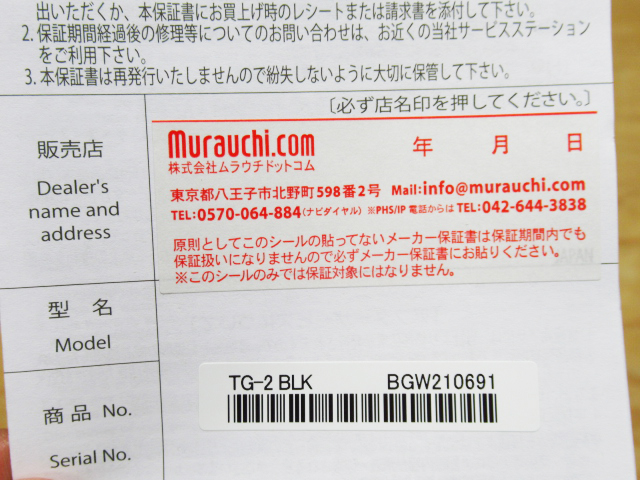 出いただくか、本保証書にお買上げ時のレシートまたは請求書を添付して下さい。
2. 保証期間経過後の修理等についてのお問い合わせは、お近くの当社サービスステーション
をご利用下さい。
3. 本保証書は再発行いたしませんので紛失しないように大切に保管して下さい。
〔必ず店名印を押してください。〕
販売店
Dealer's
name and
address
murauchi.com
年 月 日
株式会社ムラウチドットコム
東京都八王子市北野町598番2号 Mail:info@murauchi.com
TEL:0570-064-884(ナビダイヤル) ※PHS/IP電話からは TEL:042-644-3838
原則としてこのシールの貼ってないメーカー保証書は保証期間内でも
保証扱いになりませんので必ずメーカー保証書にお貼りください。
※このシールのみでは保証対象にはなりません。
型 名
Model
TG-2 BLK BGW210691
商品 No.
Serial No.